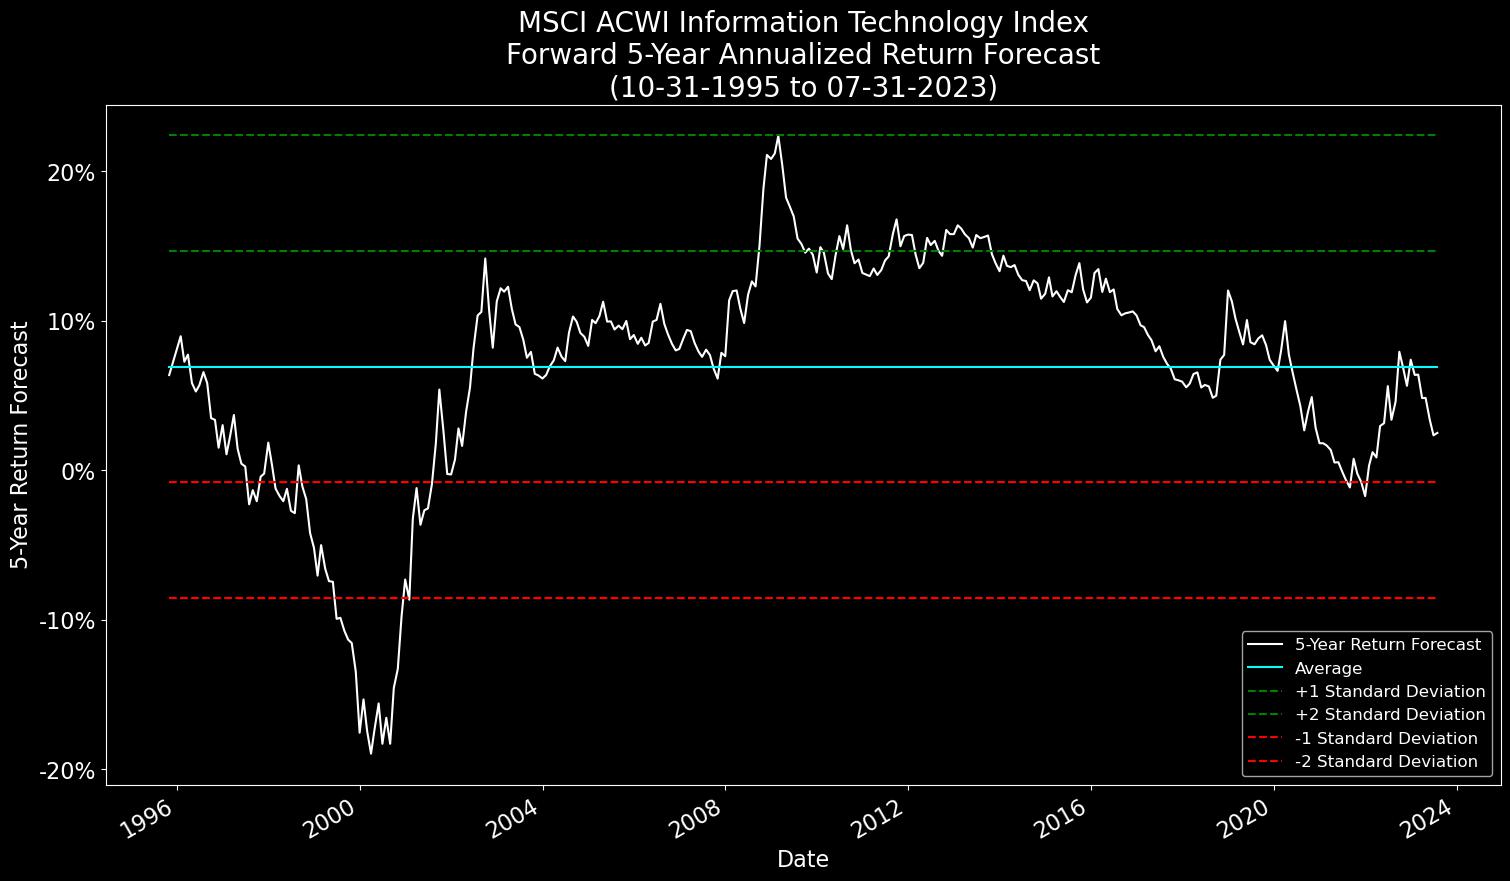 MSCI ACWI Information Technology Index
Forward 5-Year Annualized Return Forecast
(10-31-1995 to 07-31-2023)
5-Year Return Forecast
20%
10%
0%
-10%
-20%
5-Year Return Forecast
Average
+1 Standard Deviation
+2 Standard Deviation
-1 Standard Deviation
-2 Standard Deviation
1996
2000
2004
2008
2012
2016
2020
2024
Date